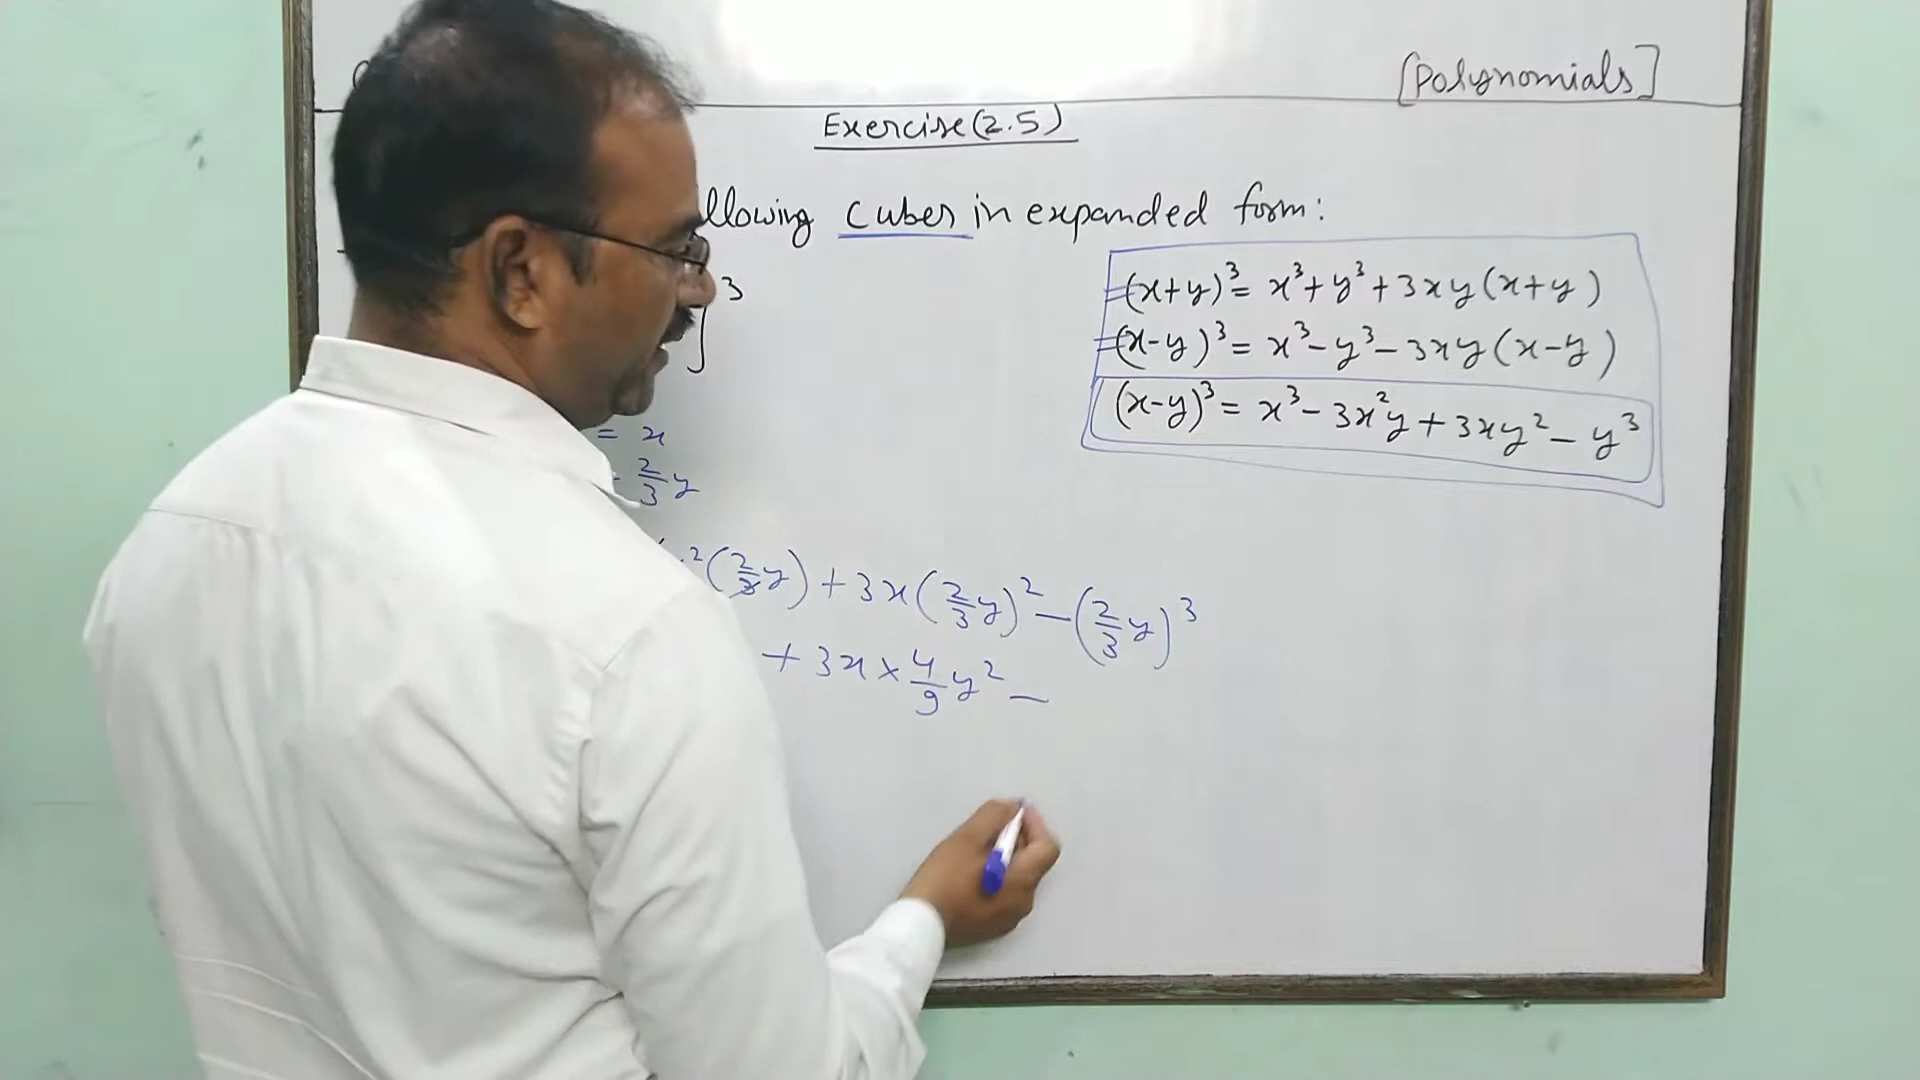 [Polynomials]
Exercise (2.5)
llowing cubes in expanded form:
]³
(x+y)³ = x³+y³+3xy(x+y)
(x-y)³ = x³-y³-3xy(x-y)
(x-y)³ = x³-3x²y+3xy²-y³
= x
2/3 y
²(2/3 y) + 3x(2/3 y)² - (2/3 y)³
+ 3x × 4/9 y² -